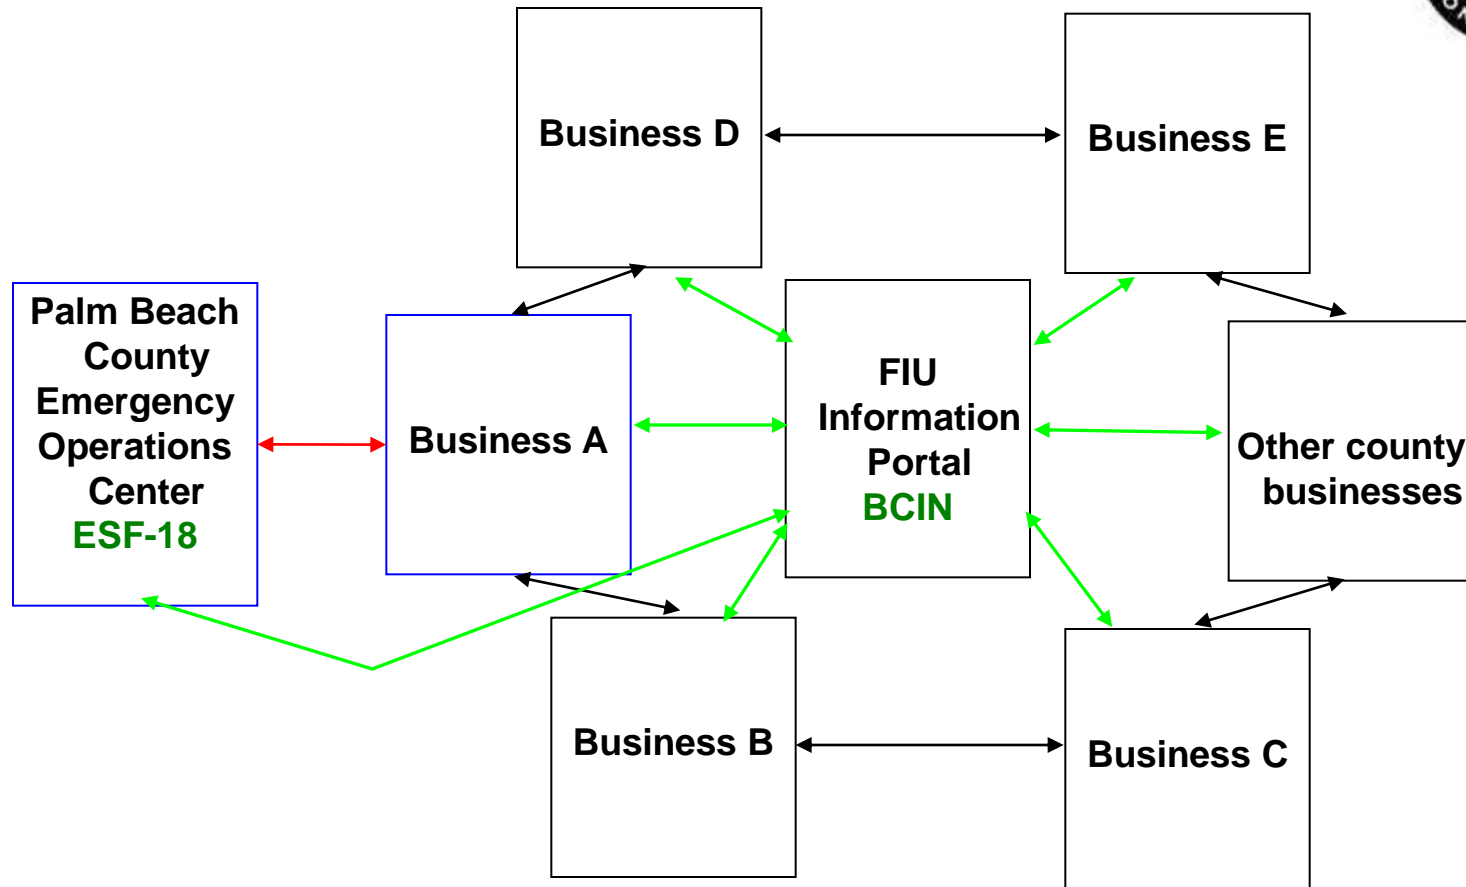 Business D
Business E
Palm Beach
County
Emergency
Operations
Center
ESF-18
Business A
FIU
Information
Portal
BCIN
Other county
businesses
Business B
Business C